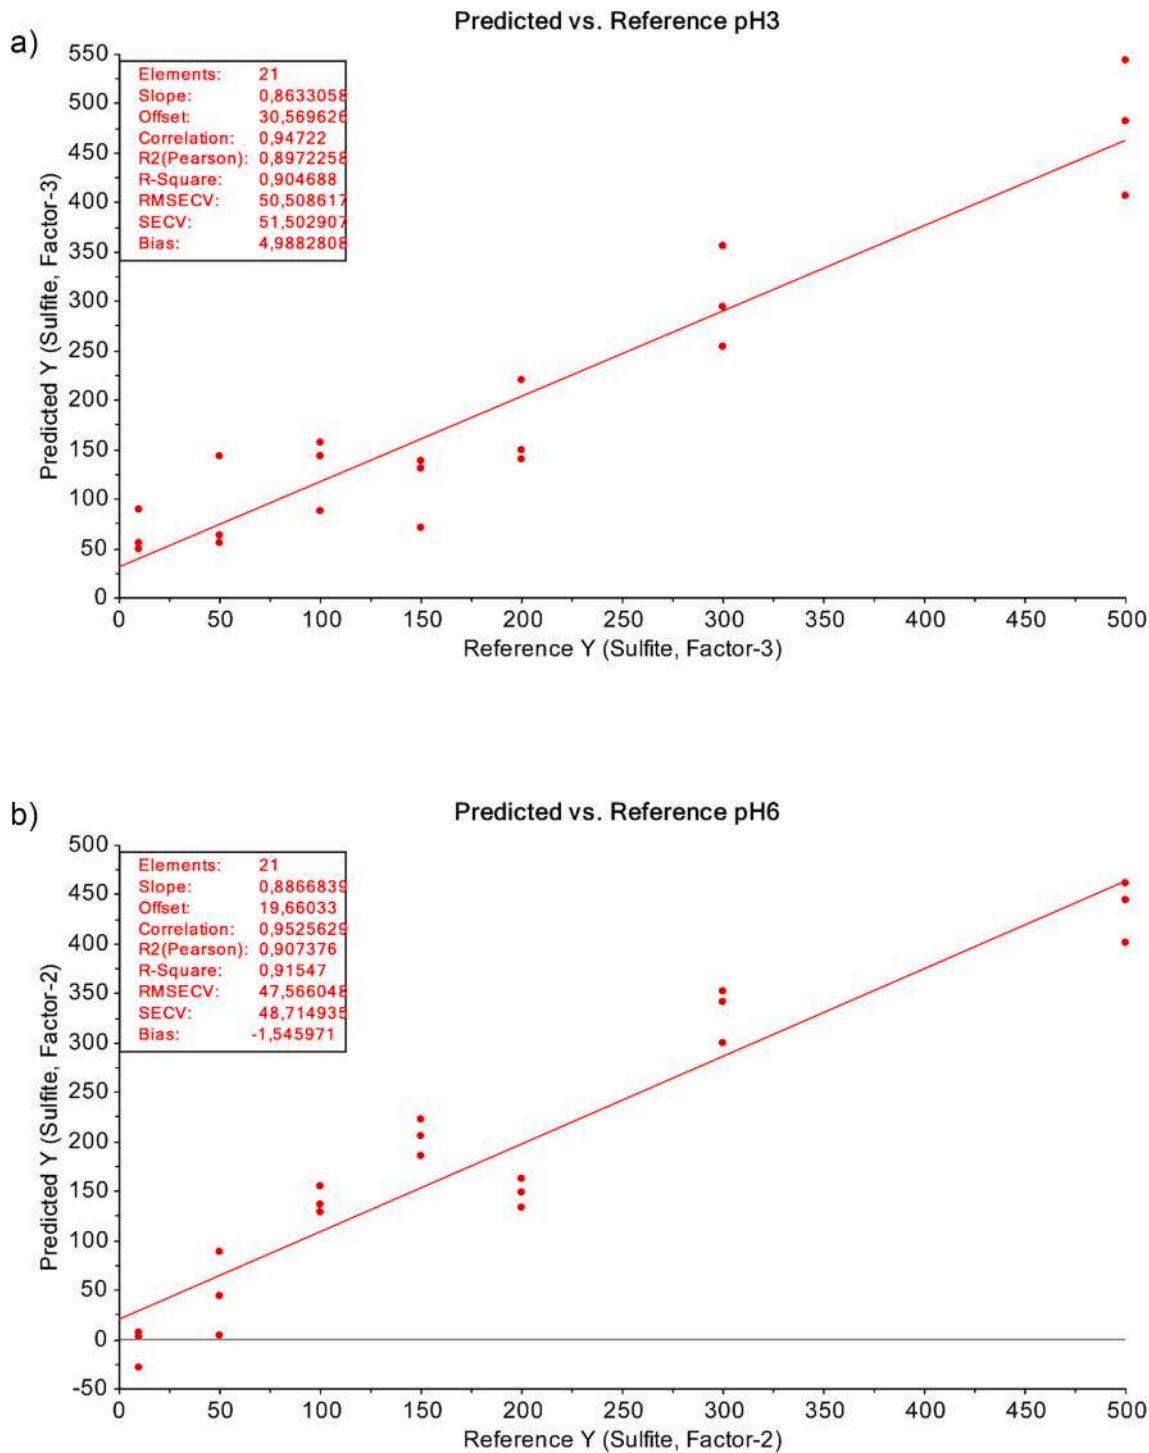 a)
Predicted vs. Reference pH3
Elements: 21
Slope: 0,8633058
Offset: 30,569626
Correlation: 0,94722
R2(Pearson): 0,8972258
R-Square: 0,904688
RMSECV: 50,508617
SECV: 51,502907
Bias: 4,9882808
Predicted Y (Sulfite, Factor-3)
550
500
450
400
350
300
250
200
150
100
50
0
0 50 100 150 200 250 300 350 400 450 500
Reference Y (Sulfite, Factor-3)
b)
Predicted vs. Reference pH6
Elements: 21
Slope: 0,8866839
Offset: 19,66033
Correlation: 0,9525629
R2(Pearson): 0,907376
R-Square: 0,91547
RMSECV: 47,566048
SECV: 48,714935
Bias: -1,545971
Predicted Y (Sulfite, Factor-2)
500
450
400
350
300
250
200
150
100
50
0
-50
0 50 100 150 200 250 300 350 400 450 500
Reference Y (Sulfite, Factor-2)